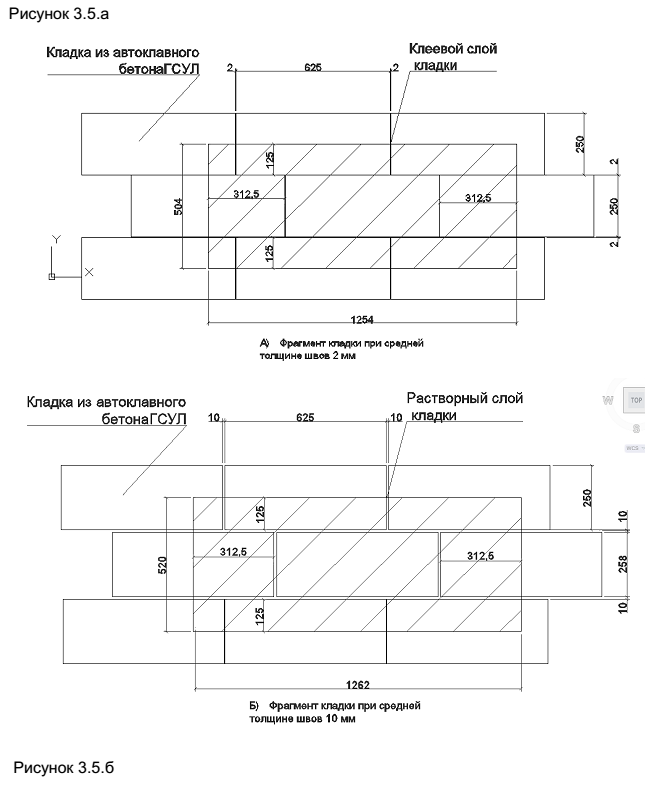 Рисунок 3.5.а
Кладка из автоклавного
бетонаГСУЛ
Клеевой слой
кладки
2
625
2
250
2
125
504
312,5
312,5
250
2
125
Y
X
1254
А) Фрагмент кладки при средней
толщине швов 2 мм
Кладка из автоклавного
бетонаГСУЛ
Растворный слой
кладки
W
TOP
S
WCS
10
625
10
250
10
125
520
312,5
312,5
258
10
125
1262
Б) Фрагмент кладки при средней
толщине швов 10 мм
Рисунок 3.5.б